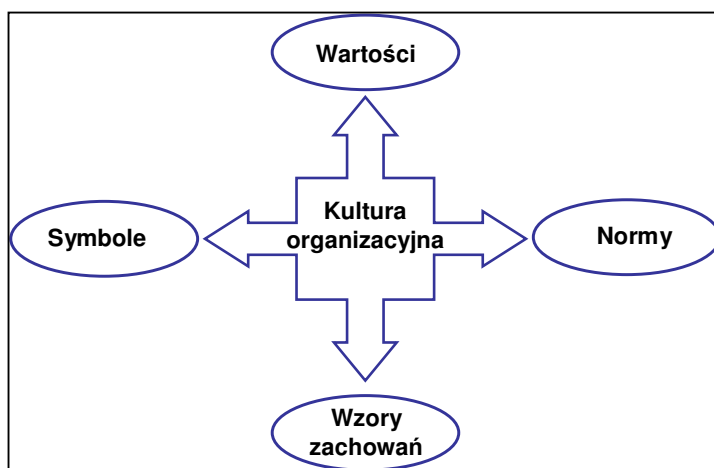 Wartości
Symbole
Kultura
organizacyjna
Normy
Wzory
zachowań